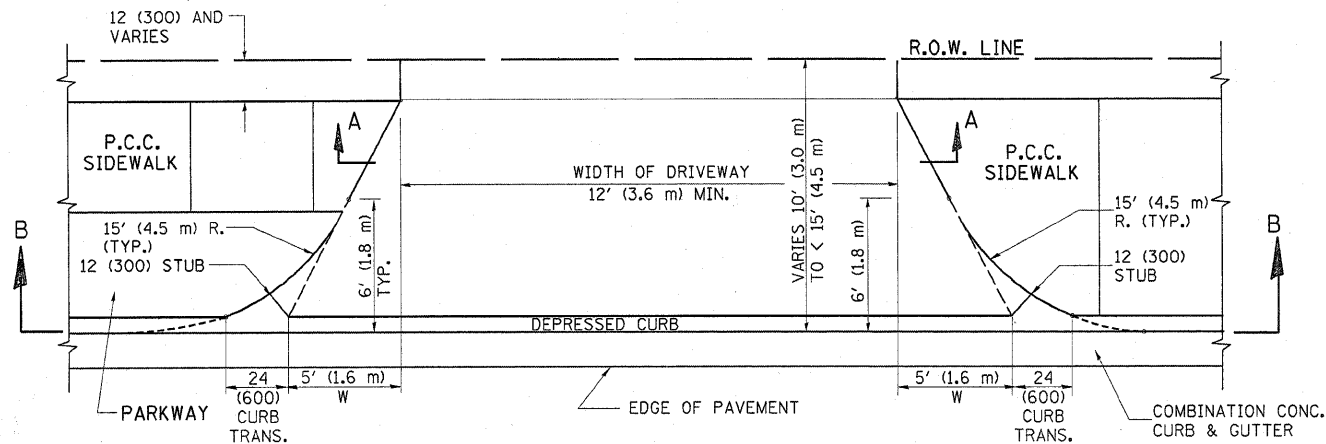 12 (300) AND
VARIES
R.O.W. LINE
A
A
P.C.C.
SIDEWALK
P.C.C.
SIDEWALK
WIDTH OF DRIVEWAY
12' (3.6 m) MIN.
VARIES 10' (3.0 m)
TO < 15' (4.5 m)
B
B
15' (4.5 m) R.
(TYP.)
12 (300) STUB
6' (1.8 m)
TYP.
6' (1.8 m)
15' (4.5 m)
R. (TYP.)
12 (300)
STUB
DEPRESSED CURB
24
(600)
CURB
TRANS.
5' (1.6 m)
W
5' (1.6 m)
W
24
(600)
CURB
TRANS.
PARKWAY
EDGE OF PAVEMENT
COMBINATION CONC.
CURB & GUTTER